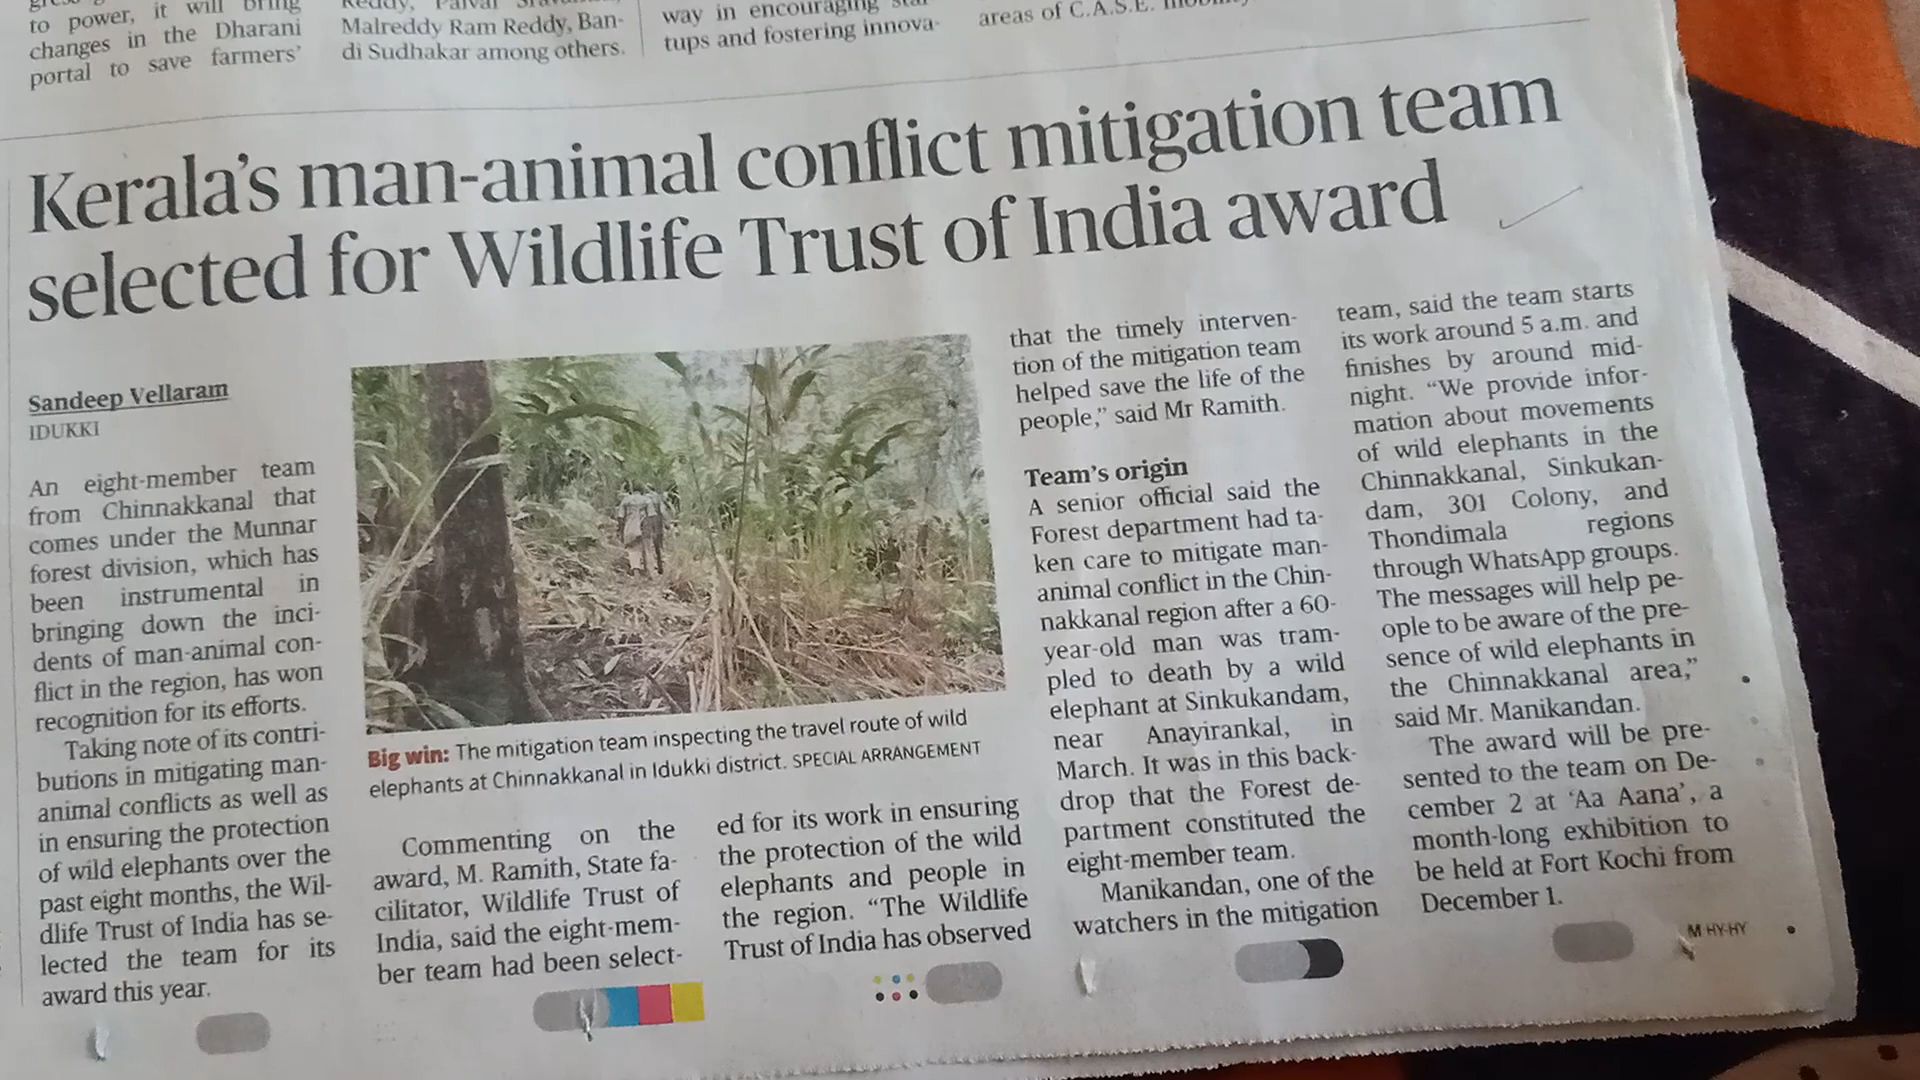 to power, it will bring
changes in the Dharani
portal to save farmers'
Malreddy Ram Reddy, Ban-
di Sudhakar among others.
way in encouraging
tups and fostering innova-
areas of C.A.S.E.
Kerala's man-animal conflict mitigation team
selected for Wildlife Trust of India award
Sandeep Vellaram
IDUKKI
An eight-member team
from Chinnakkanal that
comes under the Munnar
forest division, which has
been instrumental in
bringing down the inci-
dents of man-animal con-
flict in the region, has won
recognition for its efforts.
Taking note of its contri-
butions in mitigating man-
animal conflicts as well as
in ensuring the protection
of wild elephants over the
past eight months, the Wil-
dlife Trust of India has se-
lected the team for its
award this year.
Big win: The mitigation team inspecting the travel route of wild
elephants at Chinnakkanal in Idukki district. SPECIAL ARRANGEMENT
Commenting on the
award, M. Ramith, State fa-
cilitator, Wildlife Trust of
India, said the eight-mem-
ber team had been select-
ed for its work in ensuring
the protection of the wild
elephants and people in
the region. “The Wildlife
Trust of India has observed
that the timely interven-
tion of the mitigation team
helped save the life of the
people,” said Mr Ramith.
Team's origin
A senior official said the
Forest department had ta-
ken care to mitigate man-
animal conflict in the Chin-
nakkanal region after a 60-
year-old man was tram-
pled to death by a wild
elephant at Sinkukandam,
near Anayirankal, in
March. It was in this back-
drop that the Forest de-
partment constituted the
eight-member team.
Manikandan, one of the
watchers in the mitigation
team, said the team starts
its work around 5 a.m. and
finishes by around mid-
night. “We provide infor-
mation about movements
of wild elephants in the
Chinnakkanal, Sinkukan-
dam, 301 Colony, and
Thondimala regions
through WhatsApp groups.
The messages will help pe-
ople to be aware of the pre-
sence of wild elephants in
the Chinnakkanal area,”
said Mr. Manikandan.
The award will be pre-
sented to the team on De-
cember 2 at ‘Aa Aana’, a
month-long exhibition to
be held at Fort Kochi from
December 1.
M HY-HY